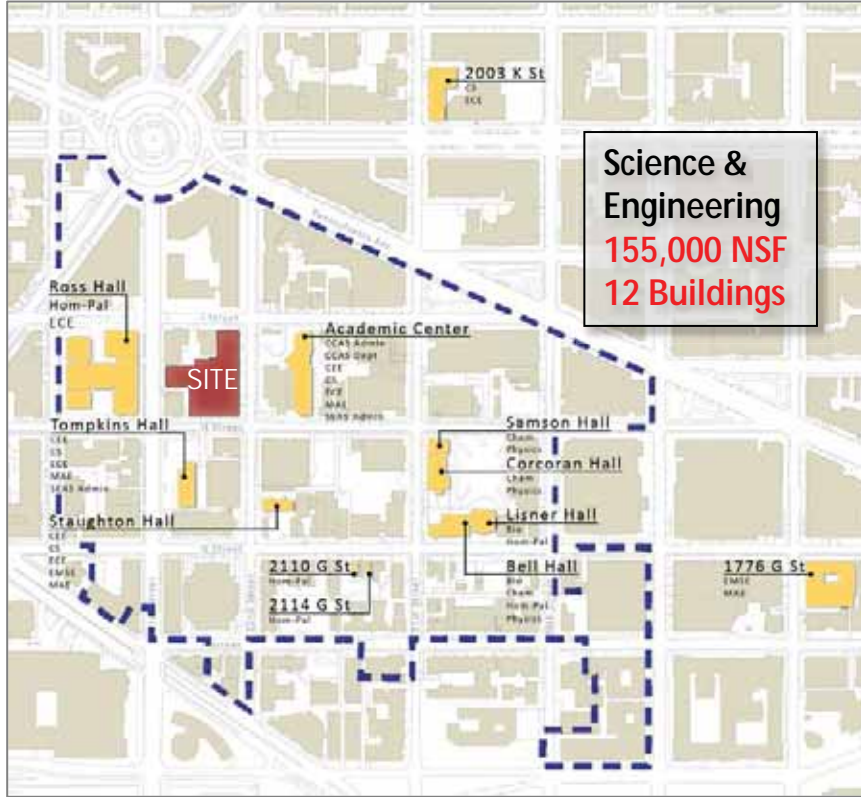 2003 K St
CS
ECE
Science &
Engineering
155,000 NSF
12 Buildings
Pennsylvania Ave
Ross Hall
Hom-Pal
ECE
SITE
Academic Center
CCAS Admin
CCAS Dept
CEE
CS
ECE
MAE
SEAS Admin
H Street
Tompkins Hall
CEE
CS
ECE
MAE
SEAS Admin
Staughton Hall
CEE
CS
ECE
EMSE
MAE
Samson Hall
Chem
Physics
Corcoran Hall
Chem
Physics
Lisner Hall
Bio
Hom-Pal
Bell Hall
Bio
Chem
Hom-Pal
Physics
2110 G St
Hom-Pal
2114 G St
Hom-Pal
1776 G St
EMSE
MAE